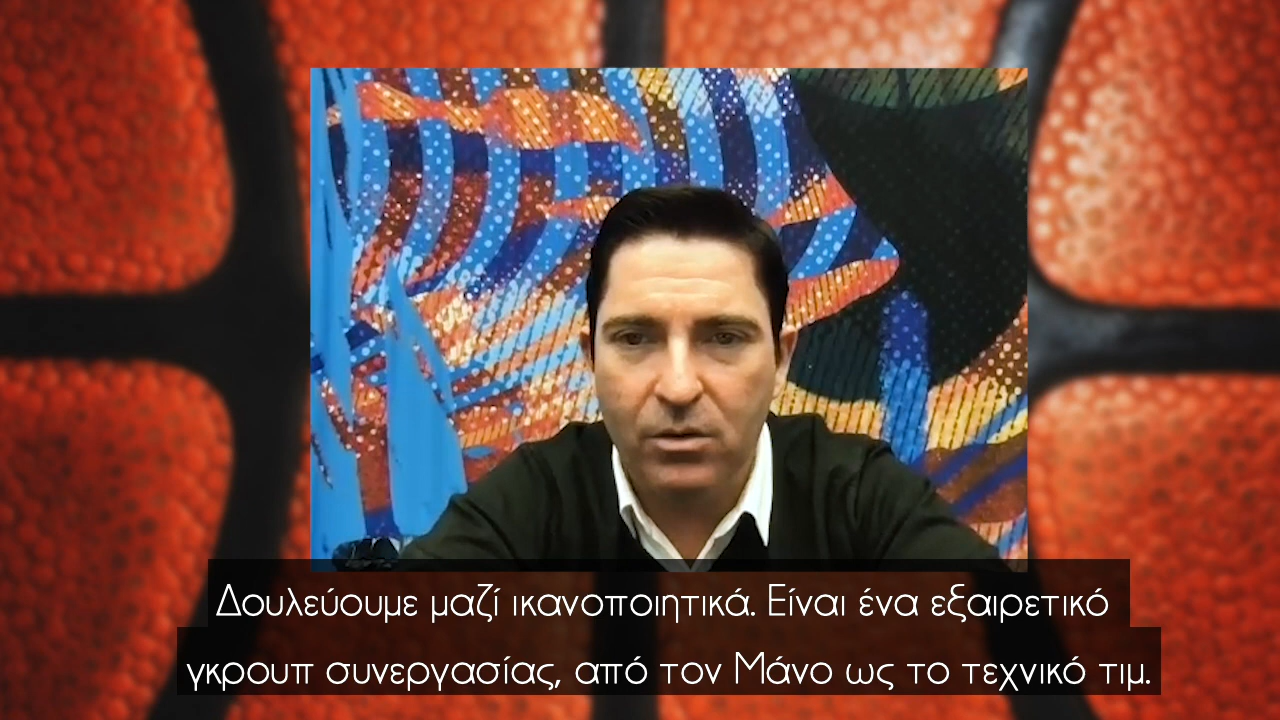 Δουλεύουμε μαζί ικανοποιητικά. Είναι ένα εξαιρετικό
γκρουπ συνεργασίας, από τον Μάνο ως το τεχνικό τιμ.